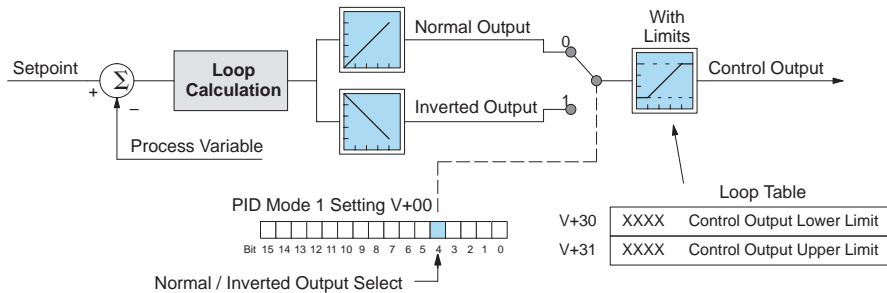 Normal Output
With
Limits
0
Setpoint
+
Σ
−
Loop
Calculation
Control Output
Inverted Output
1
Process Variable
Loop Table
PID Mode 1 Setting V+00
V+30 XXXX Control Output Lower Limit
V+31 XXXX Control Output Upper Limit
Bit 15 14 13 12 11 10 9 8 7 6 5 4 3 2 1 0
Normal / Inverted Output Select